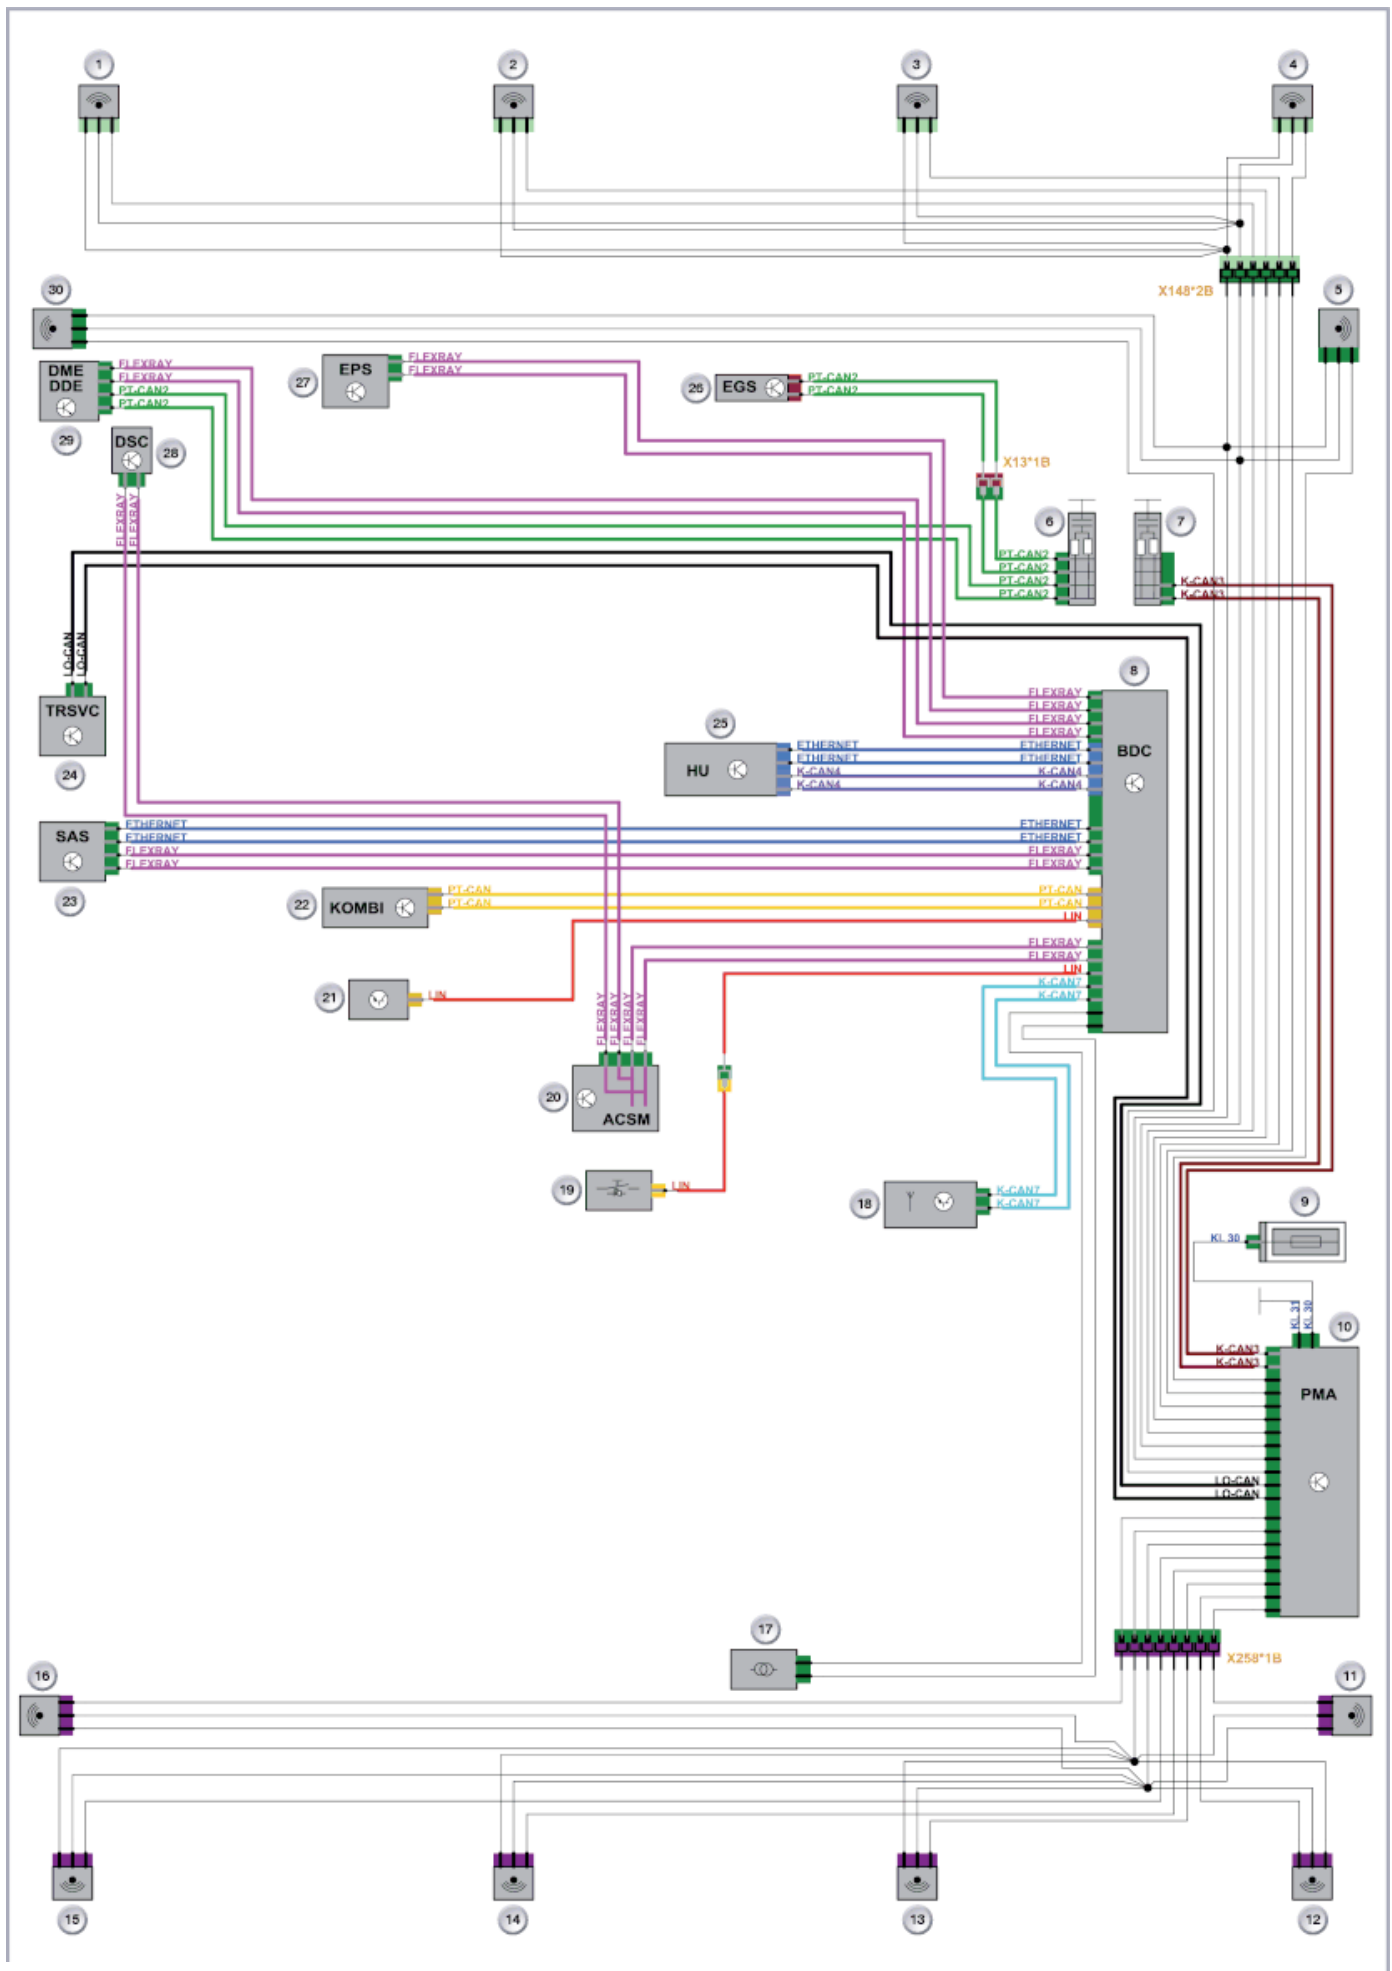 1
2
3
4
X148*2B
30
5
DME
DDE
FLEXRAY
FLEXRAY
PT-CAN2
PT-CAN2
29
27
EPS
FLEXRAY
FLEXRAY
26
EGS
PT-CAN2
PT-CAN2
DSC
28
FLEXRAY
FLEXRAY
X13*1B
6
7
PT-CAN2
PT-CAN2
PT-CAN2
PT-CAN2
K-CAN3
K-CAN3
LO-CAN
LO-CAN
TRSVC
24
8
BDC
FLEXRAY
FLEXRAY
FLEXRAY
FLEXRAY
25
HU
ETHERNET
ETHERNET
K-CAN4
K-CAN4
ETHERNET
ETHERNET
K-CAN4
K-CAN4
SAS
23
ETHERNET
ETHERNET
FLEXRAY
FLEXRAY
ETHERNET
ETHERNET
FLEXRAY
FLEXRAY
22
KOMBI
PT-CAN
PT-CAN
PT-CAN
PT-CAN
LIN
FLEXRAY
FLEXRAY
LIN
K-CAN7
K-CAN7
21
LIN
FLEXRAY
FLEXRAY
FLEXRAY
FLEXRAY
20
ACSM
19
LIN
18
K-CAN7
K-CAN7
9
Kl. 30
Kl. 31
Kl. 30
10
K-CAN3
K-CAN3
PMA
LO-CAN
LO-CAN
17
X258*1B
16
11
15
14
13
12